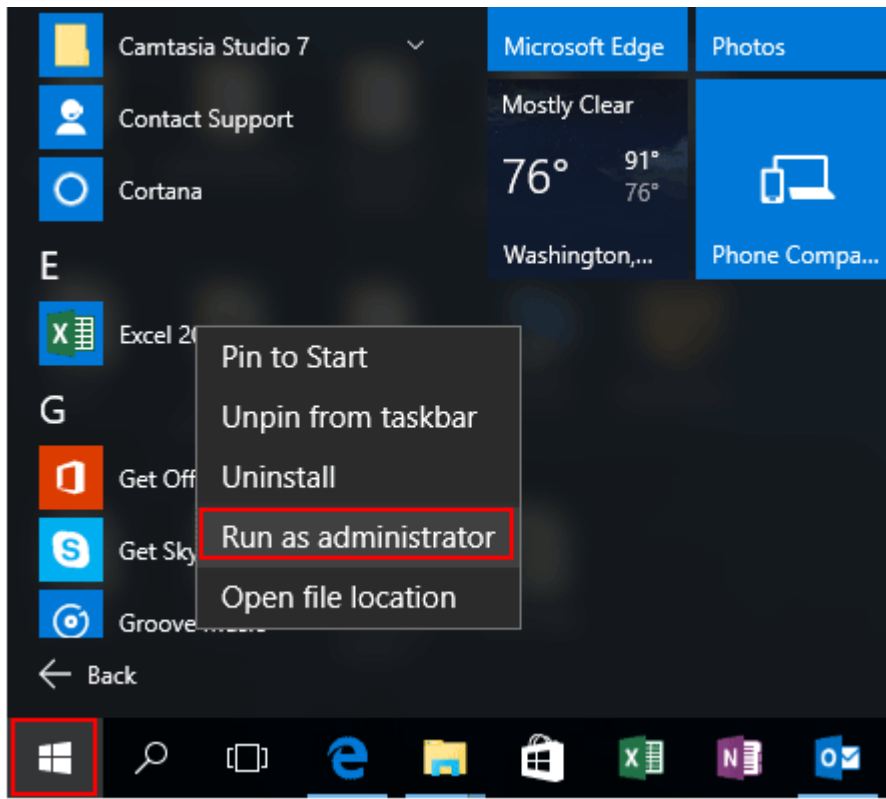 Camtasia Studio 7
Contact Support
Cortana
E
Excel 20
G
Get Off
Get Sky
Groove
Back
Pin to Start
Unpin from taskbar
Uninstall
Run as administrator
Open file location
Microsoft Edge
Photos
Mostly Clear
76°
91°
76°
Washington,...
Phone Compa...